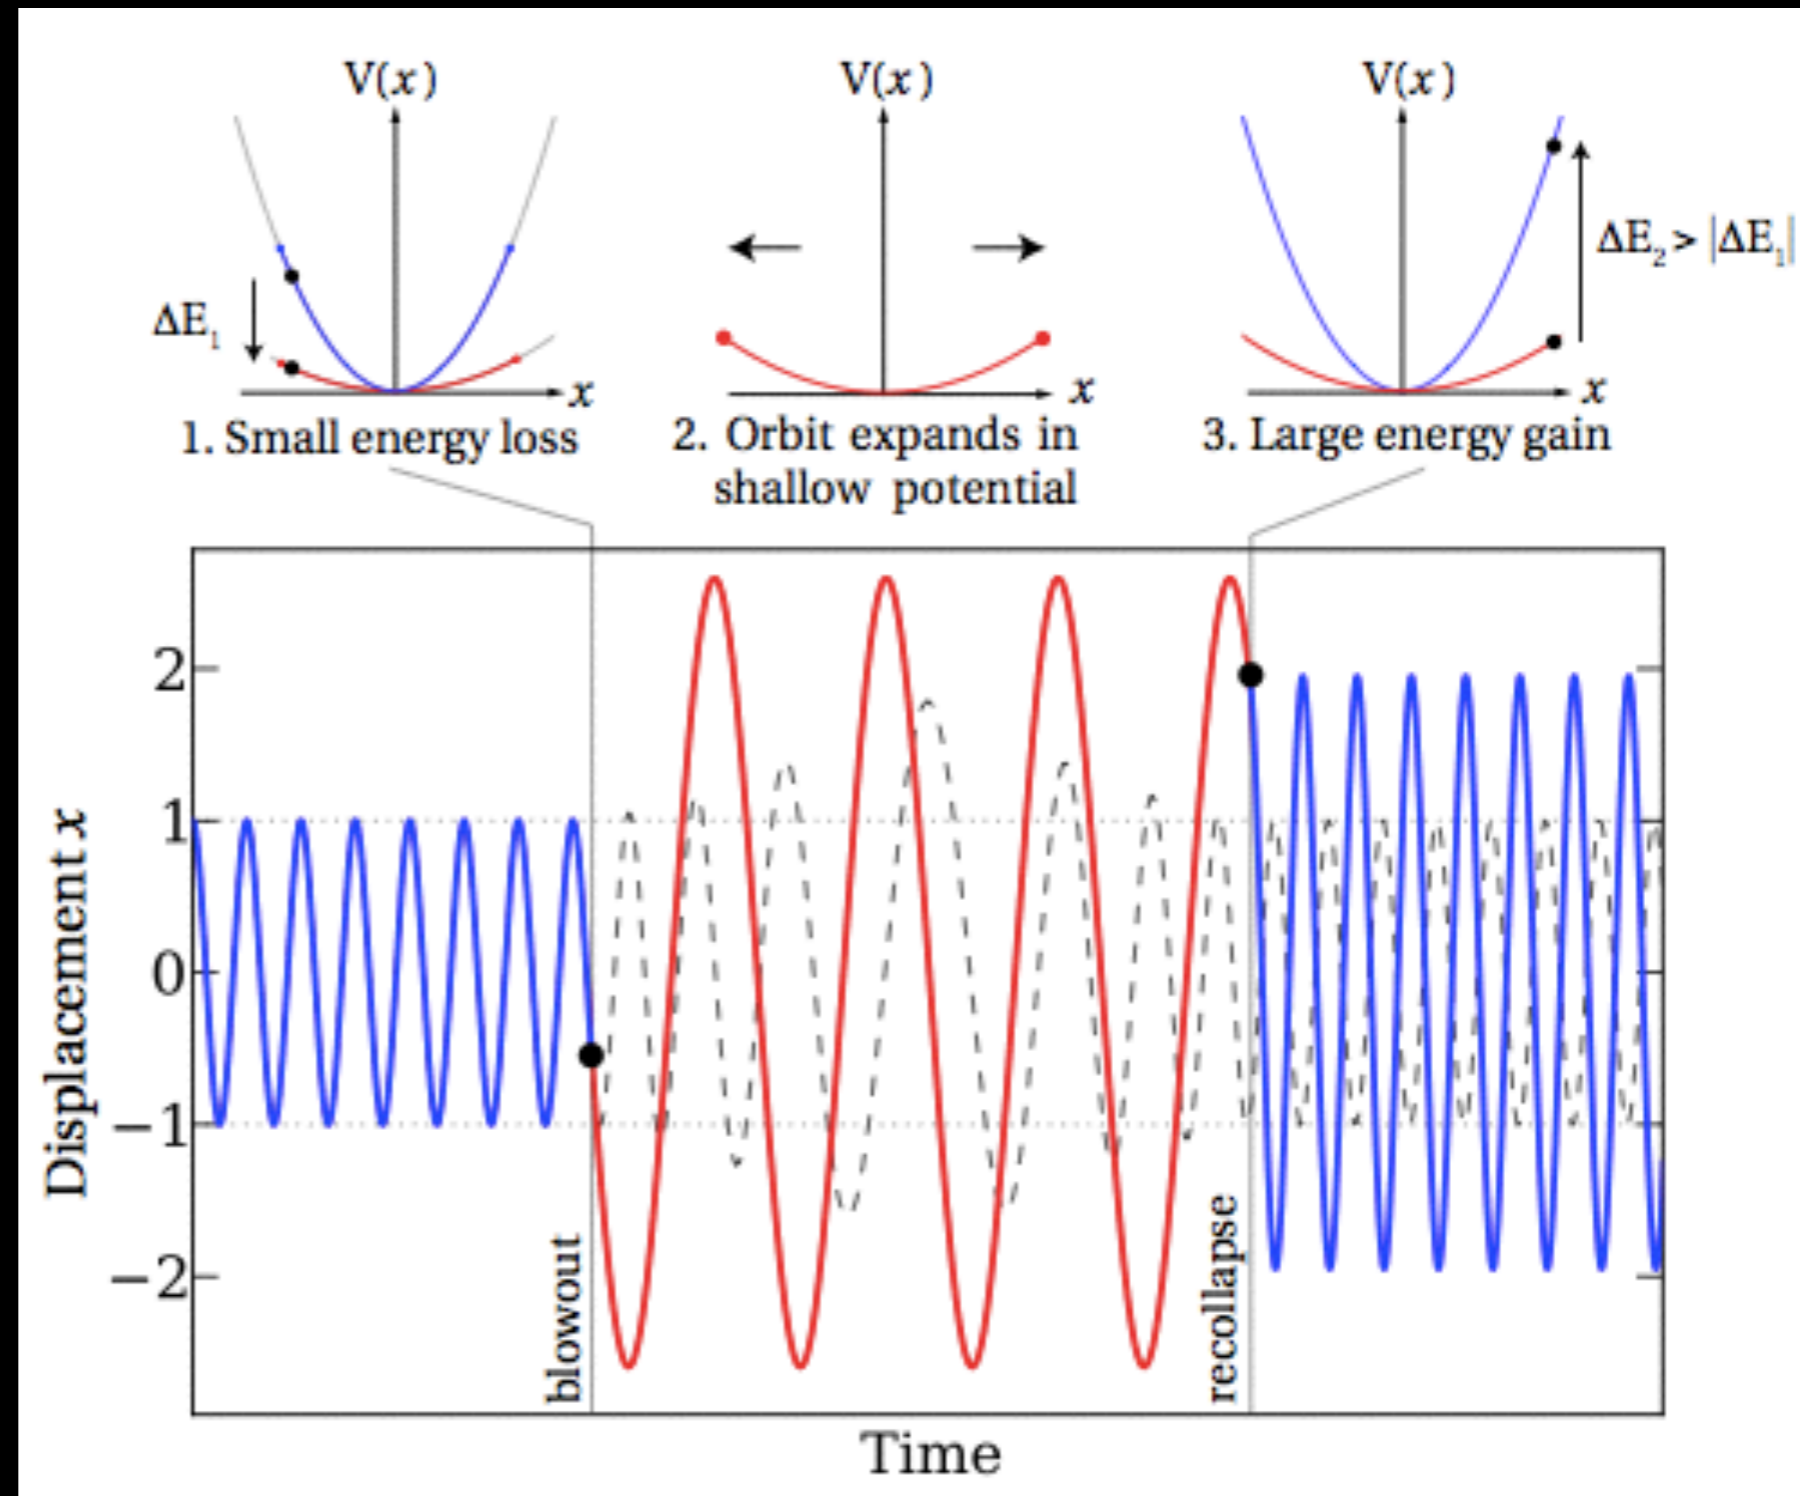 V(x)
V(x)
V(x)
ΔE₁
ΔE₂> |ΔE₁|
x
x
x
1. Small energy loss
2. Orbit expands in
shallow potential
3. Large energy gain
Displacement x
2
1
0
−1
−2
blowout
recollapse
Time